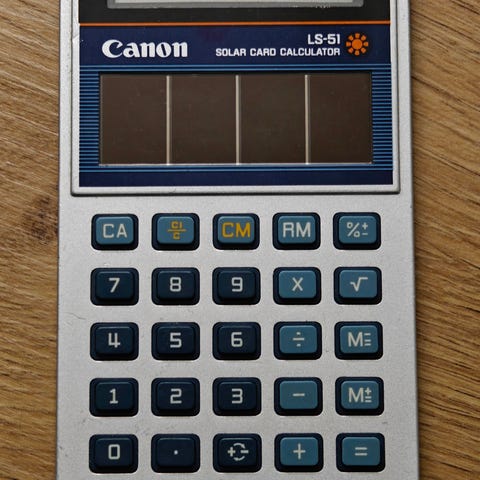 LS-51
Canon SOLAR CARD CALCULATOR
CA CI/C CM RM %±
7 8 9 X √
4 5 6 ÷ M=
1 2 3 − M±
0 · +⇄− + =